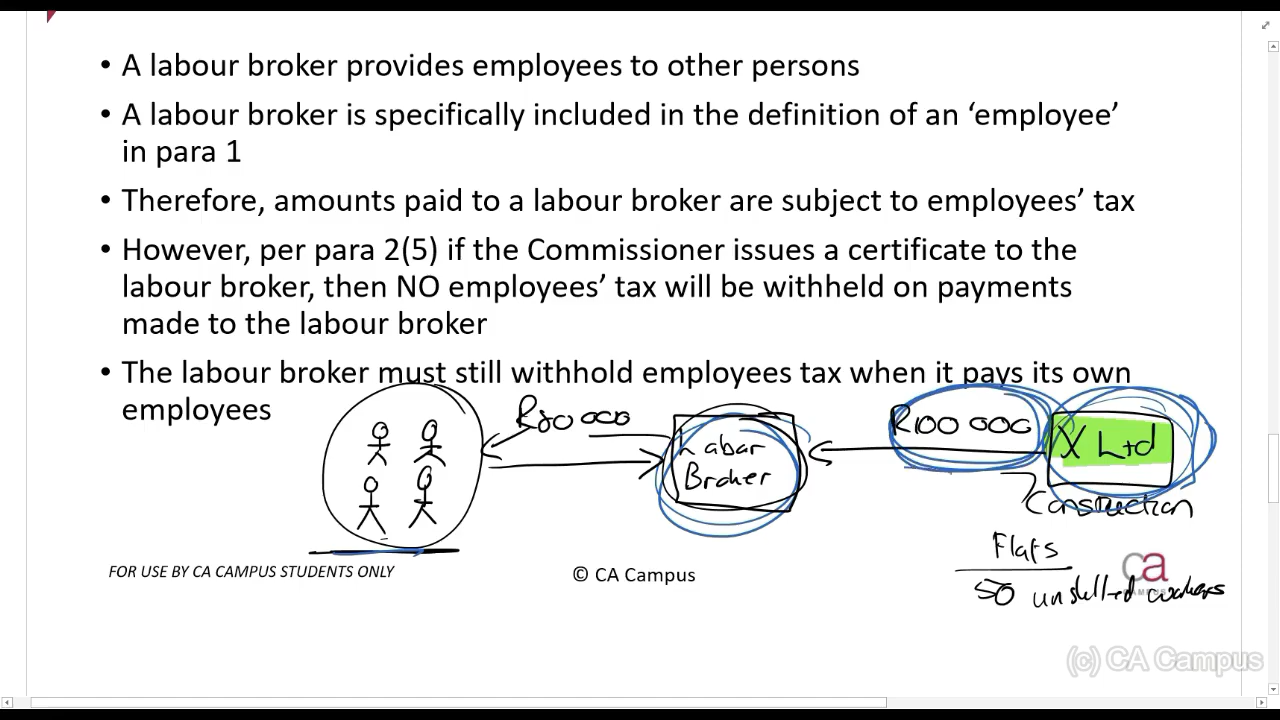 • A labour broker provides employees to other persons
• A labour broker is specifically included in the definition of an ‘employee’
in para 1
• Therefore, amounts paid to a labour broker are subject to employees’ tax
• However, per para 2(5) if the Commissioner issues a certificate to the
labour broker, then NO employees’ tax will be withheld on payments
made to the labour broker
• The labour broker must still withhold employees tax when it pays its own
employees
R80 000
R100 000
Labar
Broker
X Ltd
Construction
Flats
50 unskilled workers
FOR USE BY CA CAMPUS STUDENTS ONLY
© CA Campus
ca
(c) CA Campus